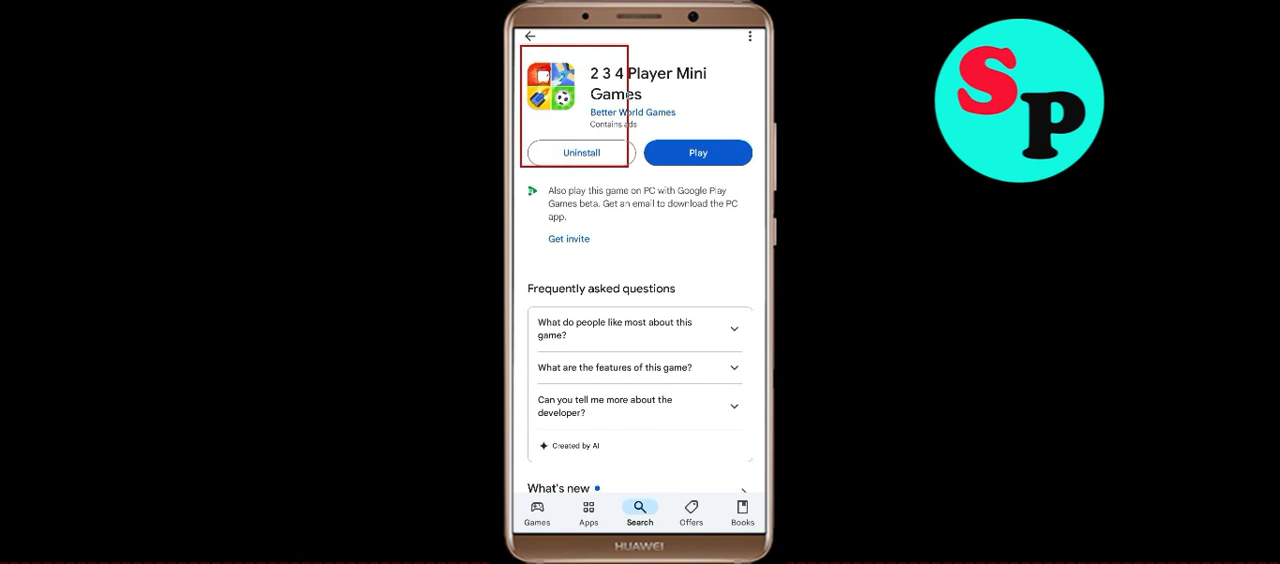 2 3 4 Player Mini
Games
Better World Games
Contains ads
Uninstall
Play
Also play this game on PC with Google Play
Games beta. Get an email to download the PC
app.
Get invite
Frequently asked questions
What do people like most about this
game?
What are the features of this game?
Can you tell me more about the
developer?
Created by AI
What's new
Games
Apps
Search
Offers
Books
HUAWEI
S
P